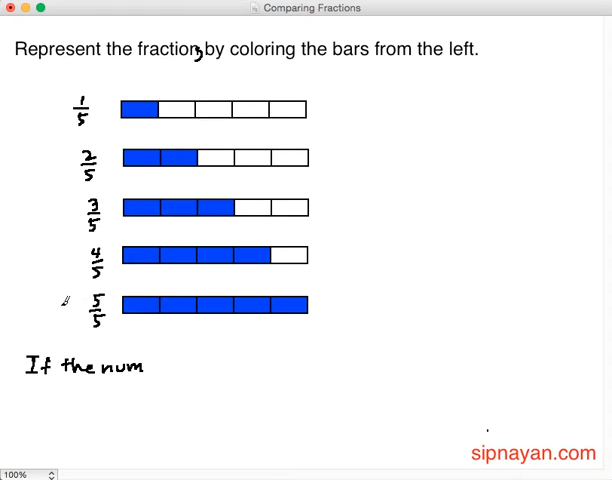 Comparing Fractions
Represent the fractions by coloring the bars from the left.
1/5
2/5
3/5
4/5
5/5
If the num
sipnayan.com
100%